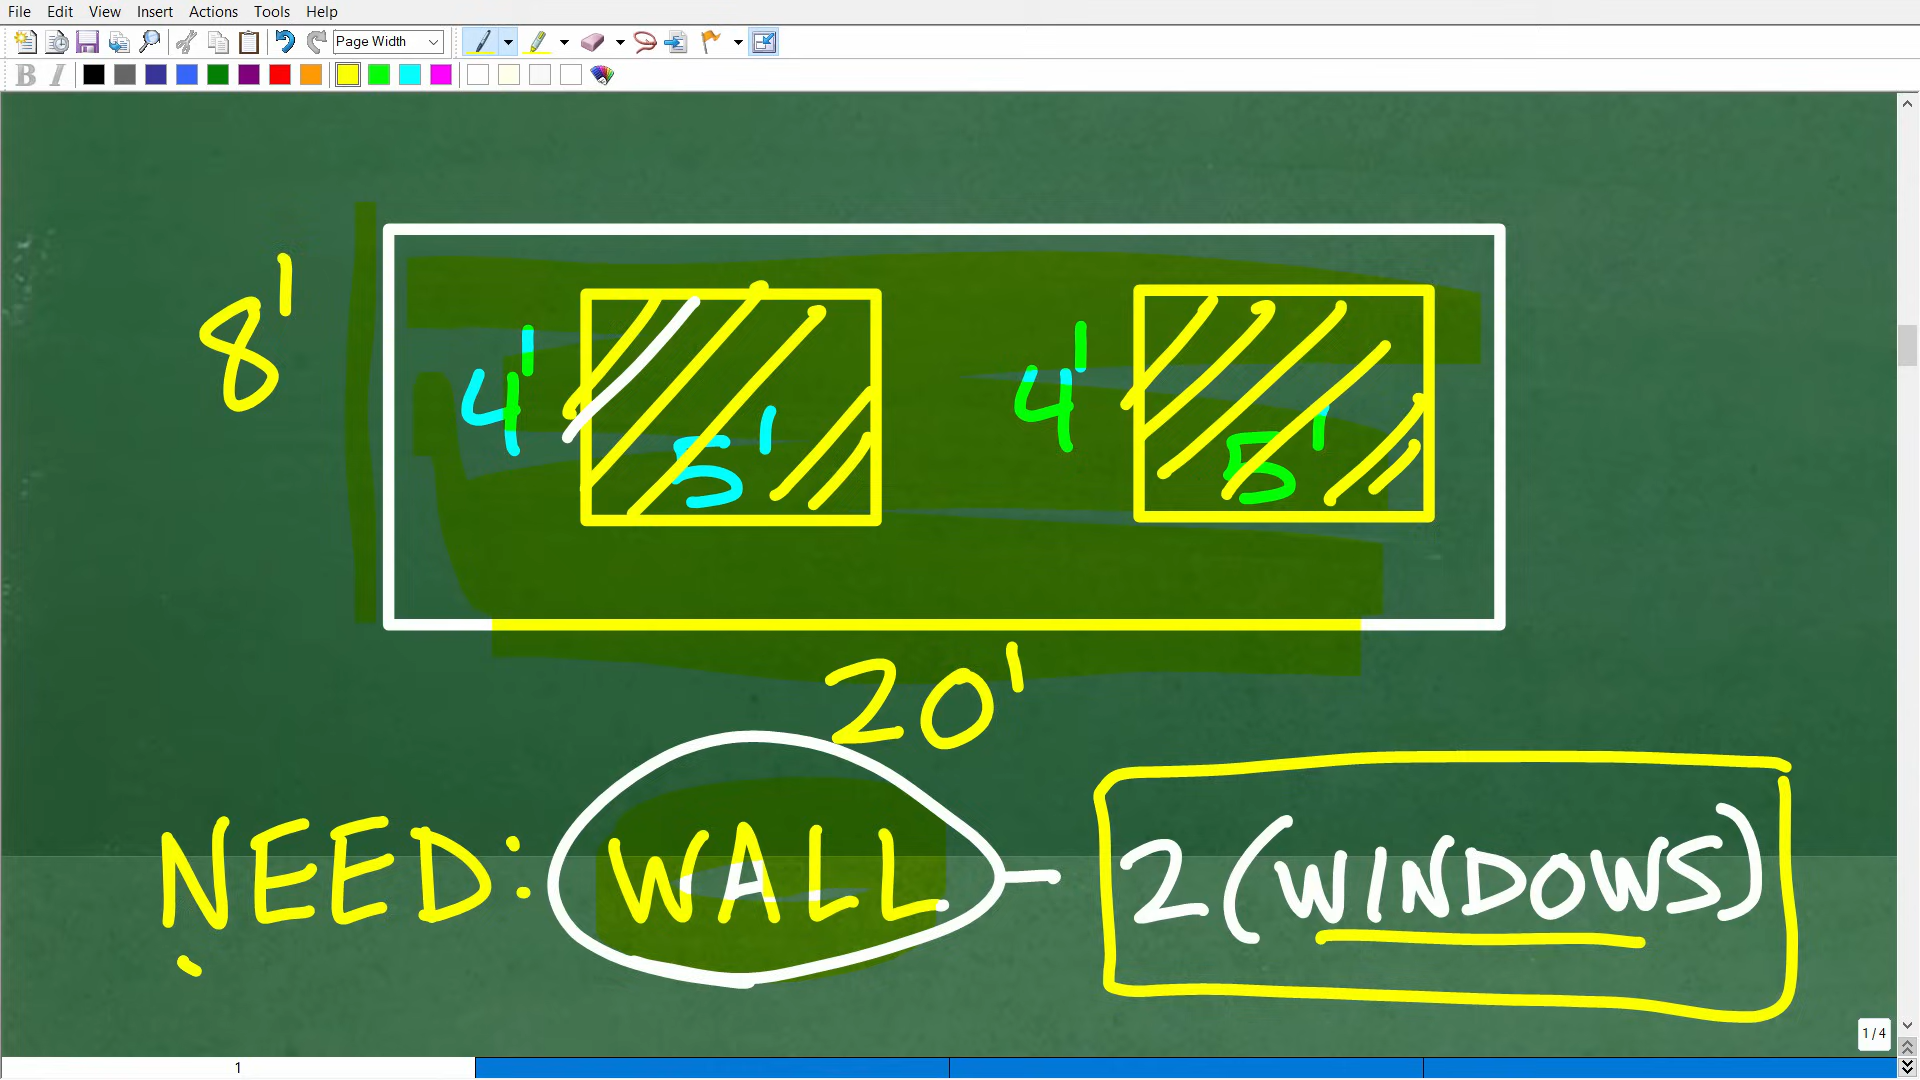 File Edit View Insert Actions Tools Help
Page Width
B I
8'
4' 5' 4' 5'
20'
NEED: WALL - 2 (WINDOWS)
1 / 4
1